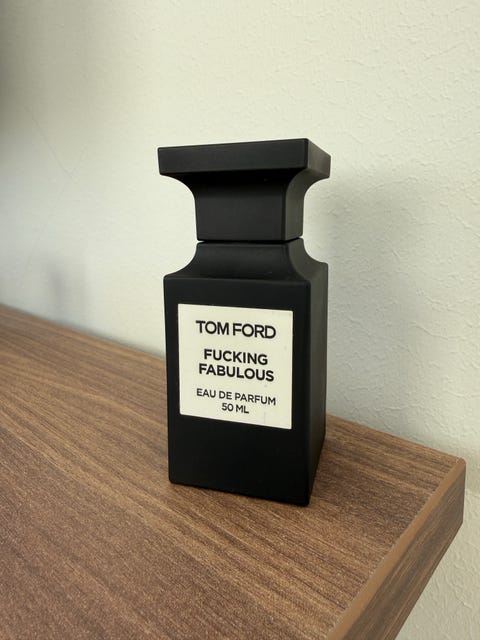 TOM FORD
FUCKING
FABULOUS
EAU DE PARFUM
50 ML